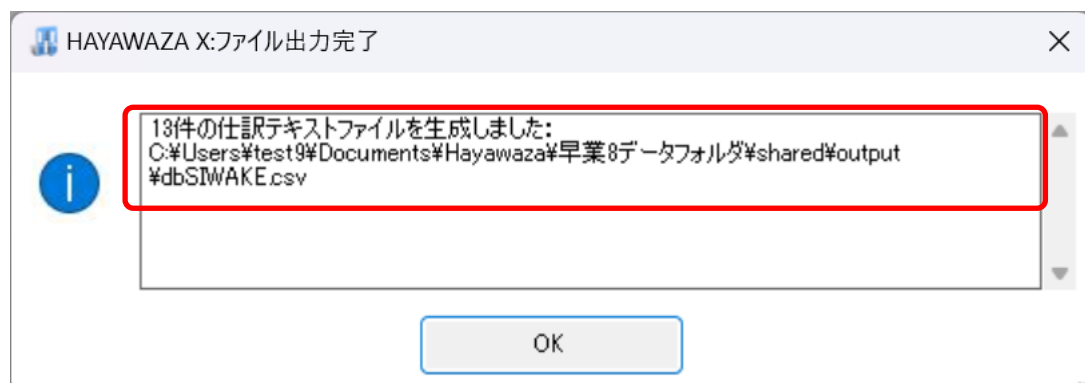 HAYAWAZA X:ファイル出力完了
13件の仕訳テキストファイルを生成しました:
C:¥Users¥test9¥Documents¥Hayawaza¥早業8データフォルダ¥shared¥output
¥dbSIWAKE.csv
OK